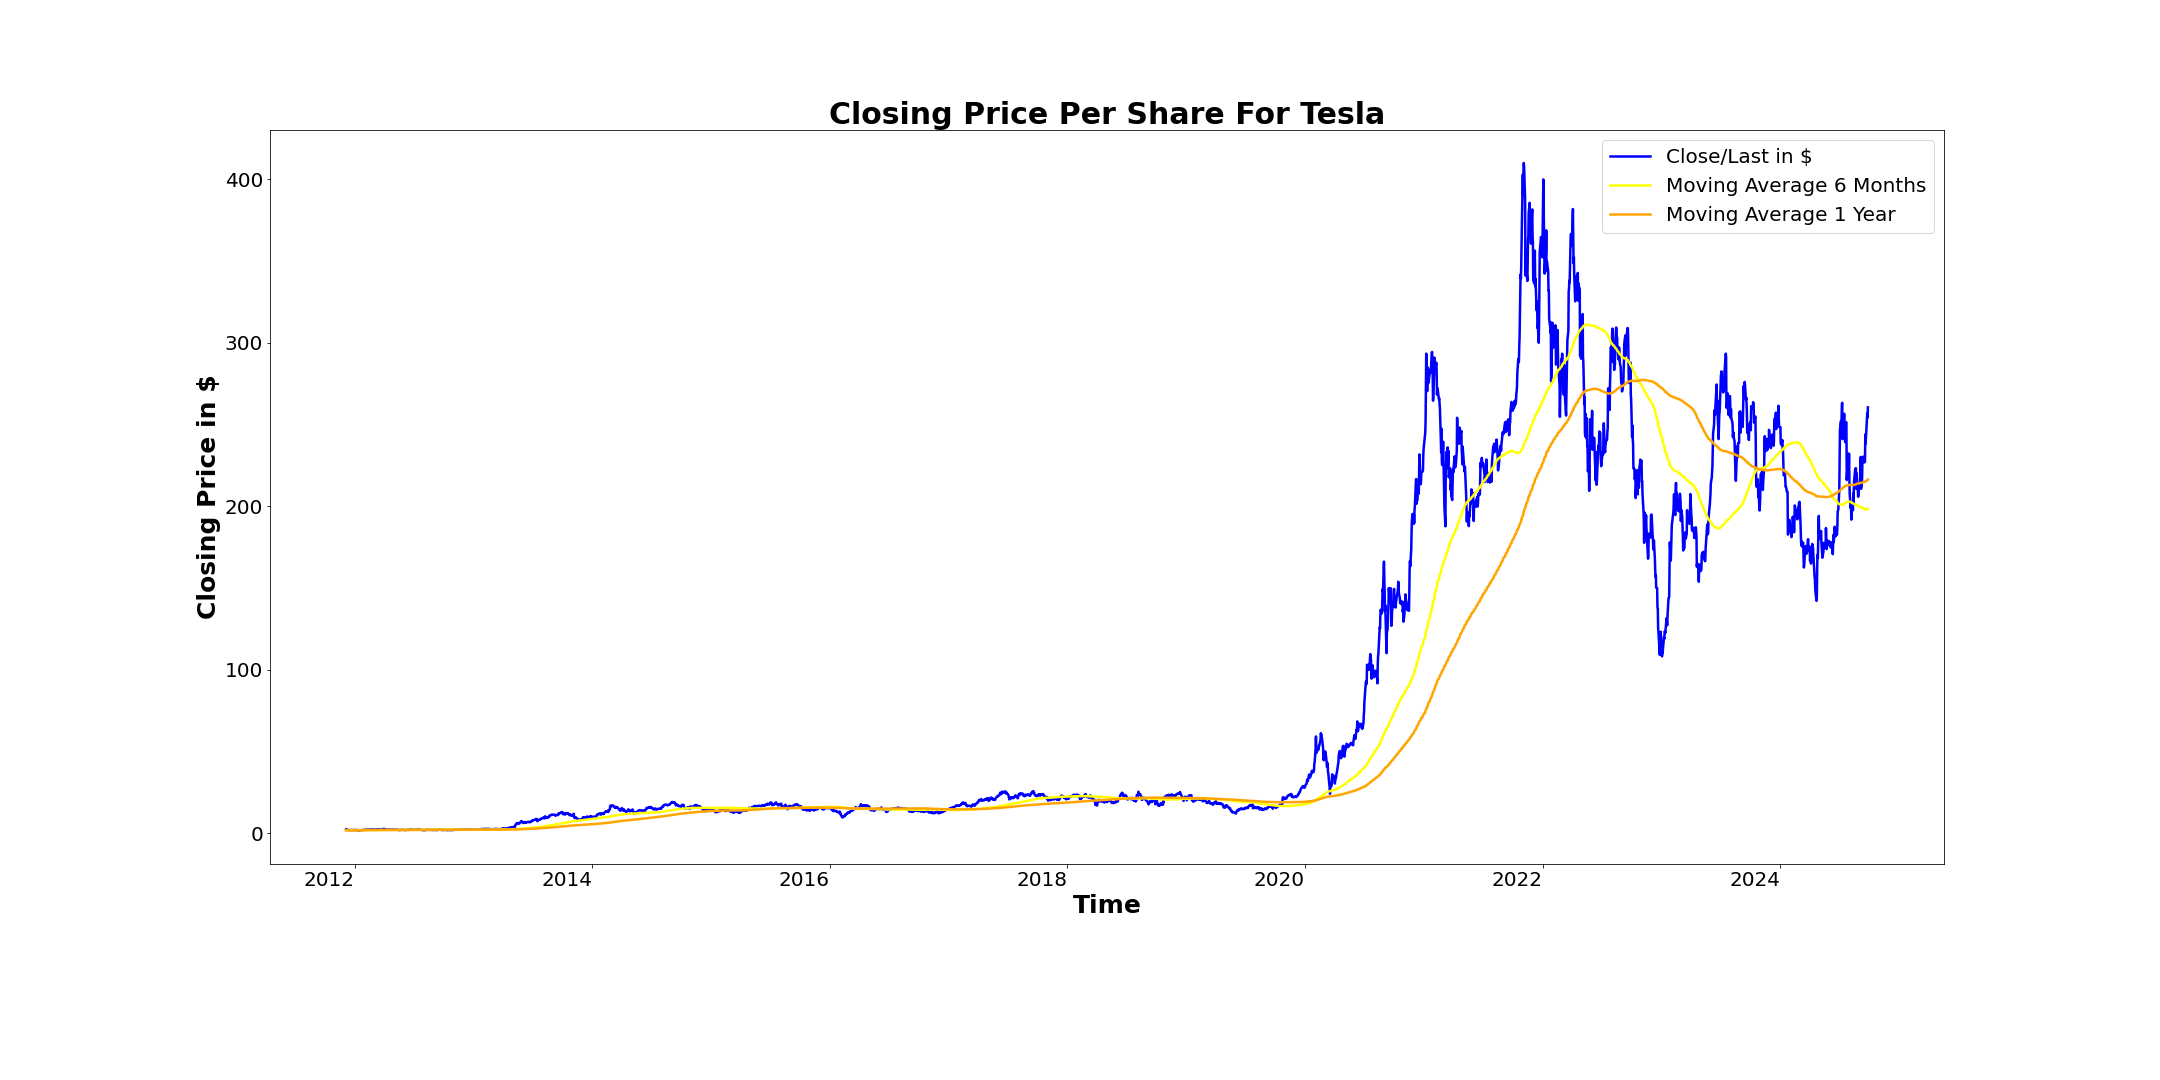 Closing Price Per Share For Tesla
Close/Last in $
Moving Average 6 Months
Moving Average 1 Year
400
300
200
100
0
Closing Price in $
2012 2014 2016 2018 2020 2022 2024
Time